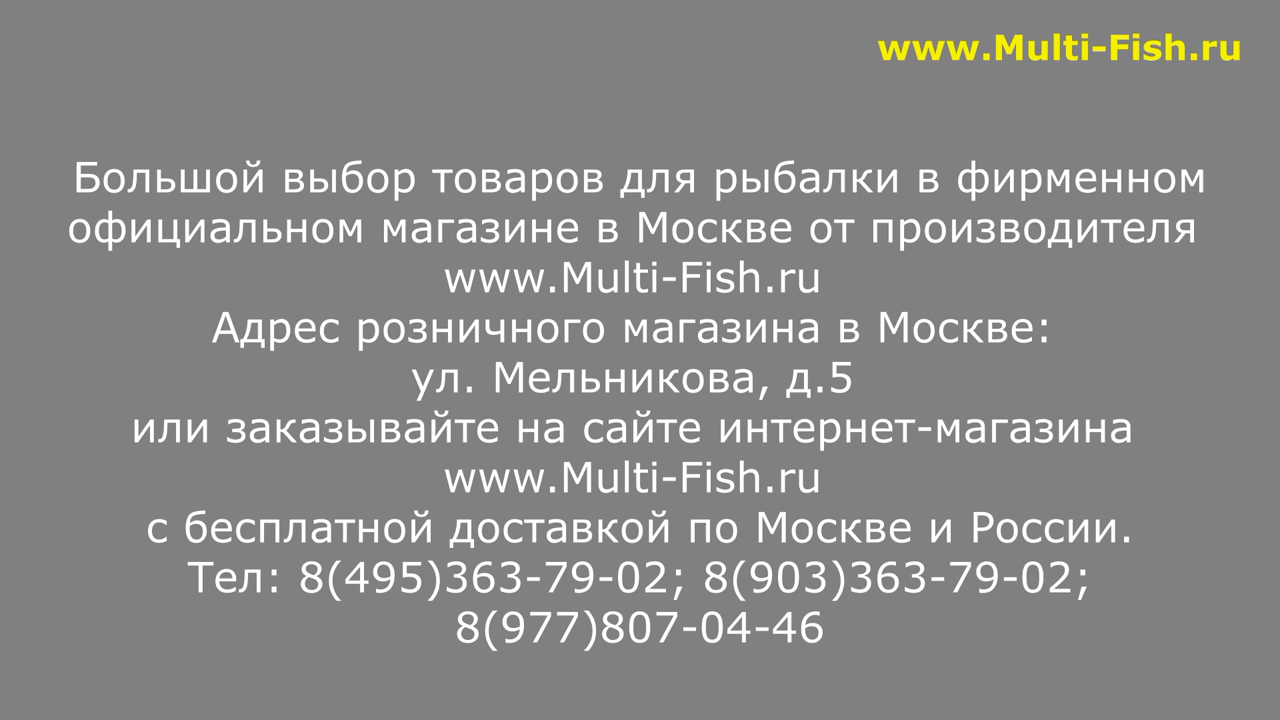 www.Multi-Fish.ru
Большой выбор товаров для рыбалки в фирменном
официальном магазине в Москве от производителя
www.Multi-Fish.ru
Адрес розничного магазина в Москве:
ул. Мельникова, д.5
или заказывайте на сайте интернет-магазина
www.Multi-Fish.ru
с бесплатной доставкой по Москве и России.
Тел: 8(495)363-79-02; 8(903)363-79-02;
8(977)807-04-46